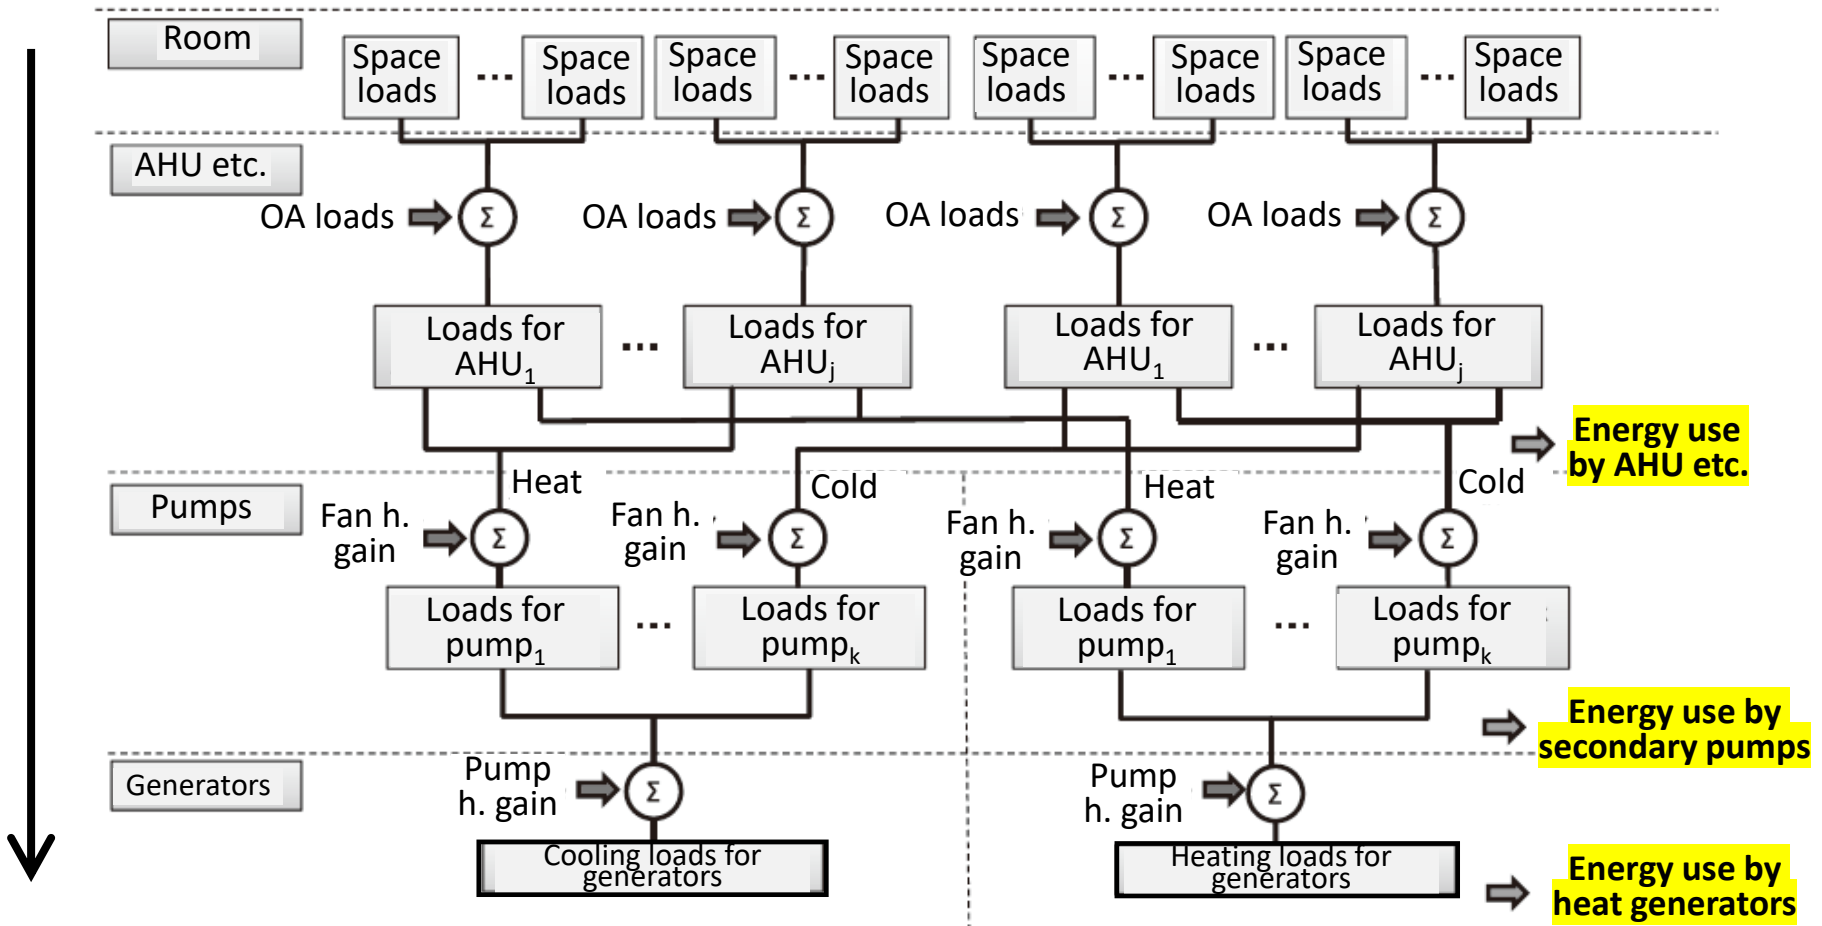 Room
Space loads
...
Space loads
Space loads
...
Space loads
Space loads
...
Space loads
Space loads
...
Space loads
AHU etc.
OA loads
Σ
OA loads
Σ
OA loads
Σ
OA loads
Σ
Loads for
AHU1
...
Loads for
AHUj
Loads for
AHU1
...
Loads for
AHUj
Energy use
by AHU etc.
Heat
Cold
Heat
Cold
Pumps
Fan h.
gain
Σ
Fan h.
gain
Σ
Fan h.
gain
Σ
Fan h.
gain
Σ
Loads for
pump1
...
Loads for
pumpk
Loads for
pump1
...
Loads for
pumpk
Energy use by
secondary pumps
Generators
Pump
h. gain
Σ
Pump
h. gain
Σ
Cooling loads for
generators
Heating loads for
generators
Energy use by
heat generators